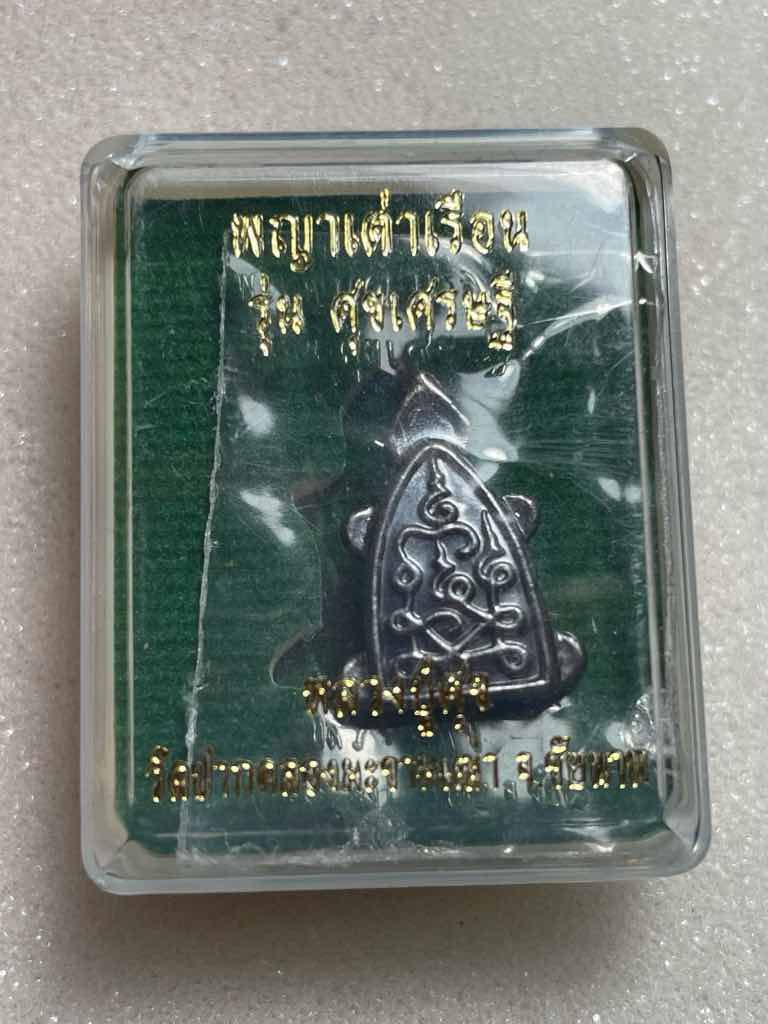 พญาเต่าเรือน
รุ่น ศุขเศรษฐี
หลวงปู่ศุข
วัดปากคลองมะขามเฒ่า จ.ชัยนาท